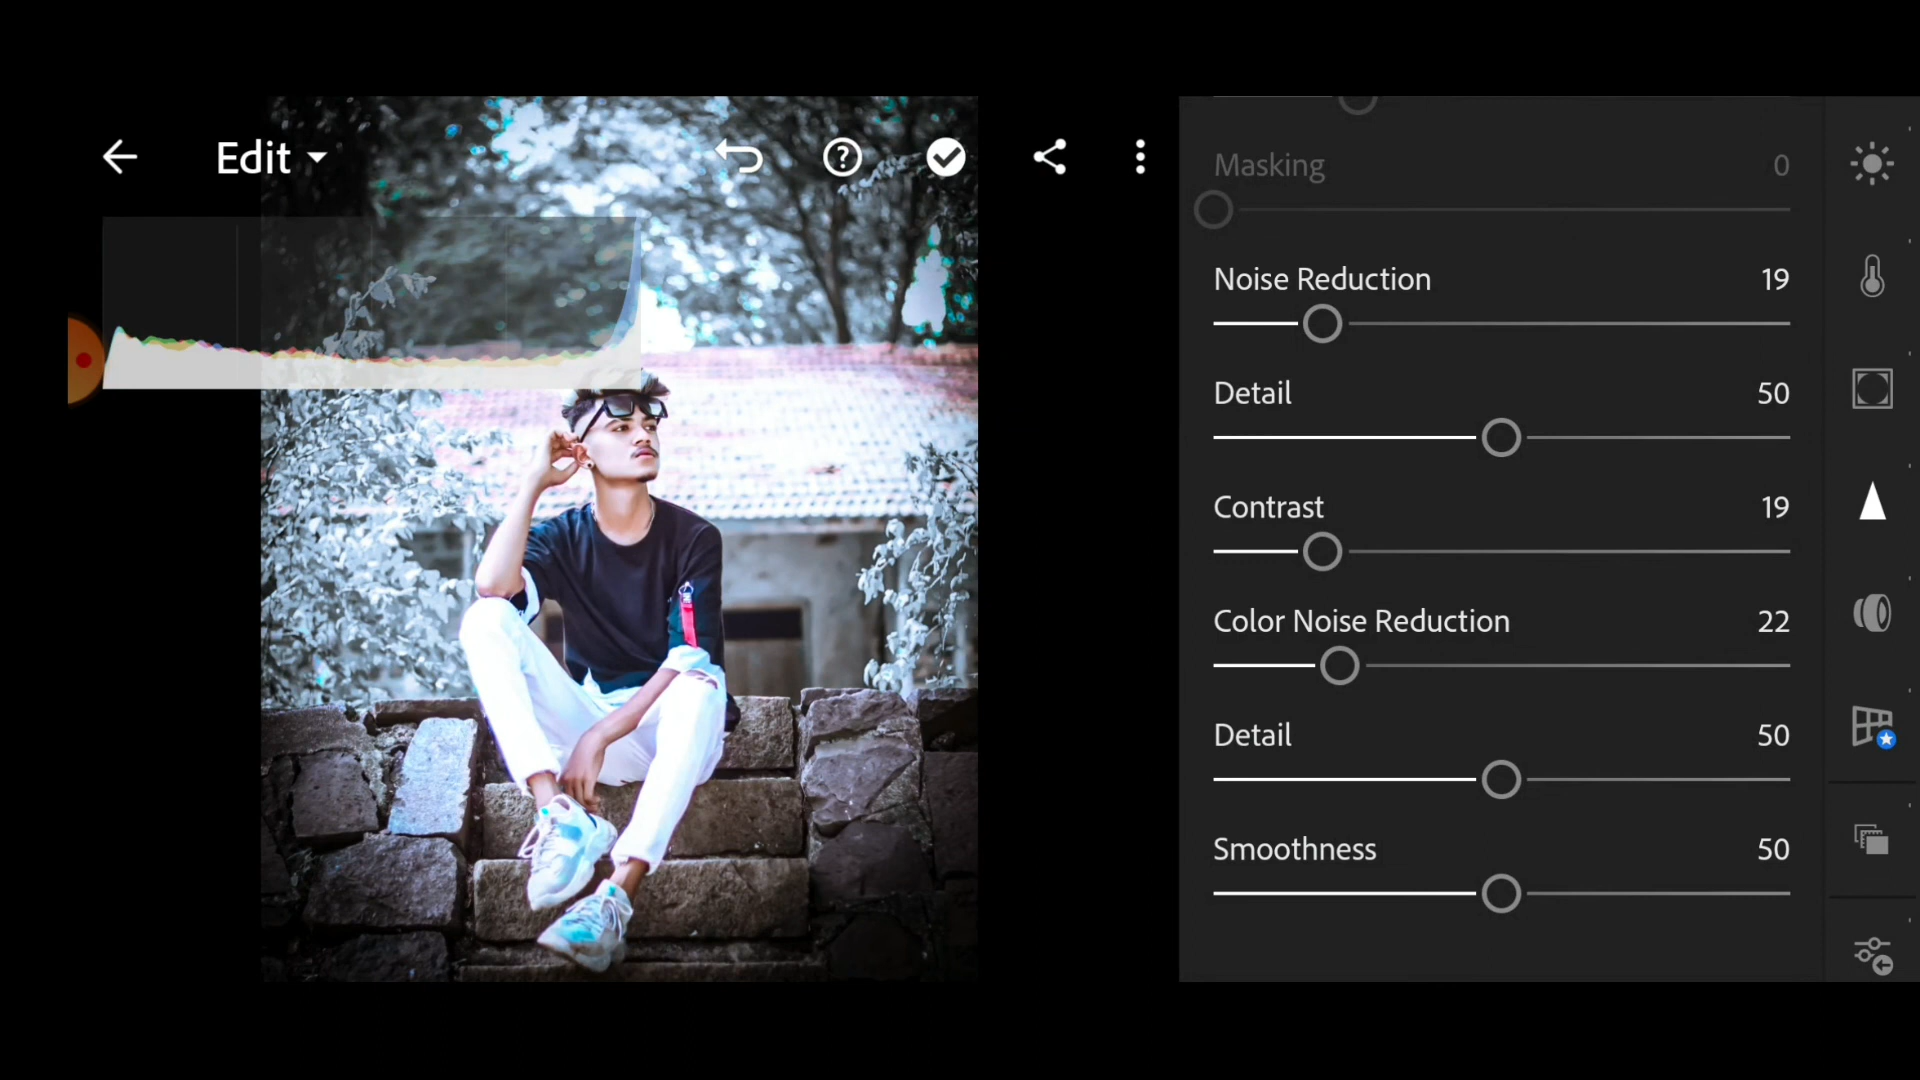 Edit
Masking 0
Noise Reduction 19
Detail 50
Contrast 19
Color Noise Reduction 22
Detail 50
Smoothness 50